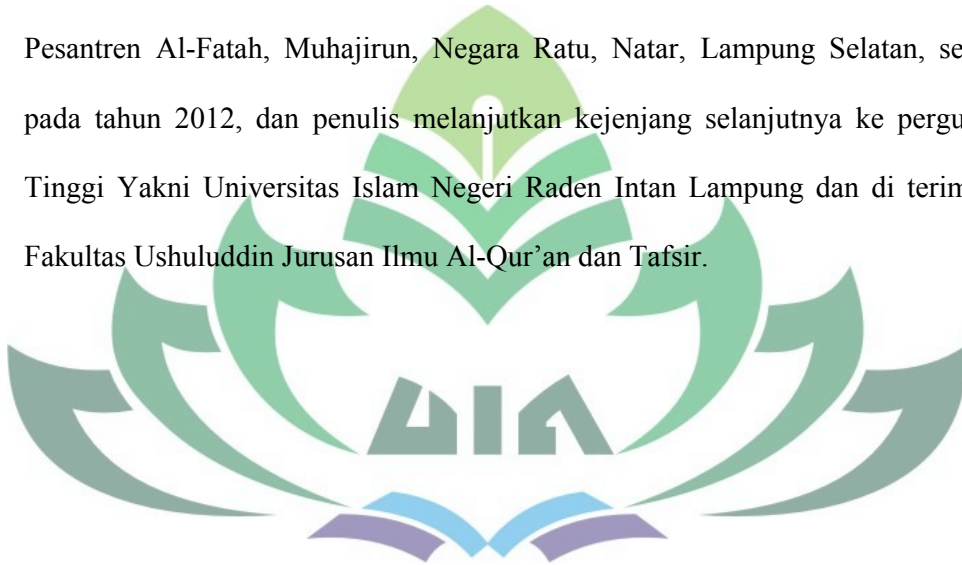 Pesantren Al-Fatah, Muhajirun, Negara Ratu, Natar, Lampung Selatan, se
pada tahun 2012, dan penulis melanjutkan kejenjang selanjutnya ke pergu
Tinggi Yakni Universitas Islam Negeri Raden Intan Lampung dan di terim
Fakultas Ushuluddin Jurusan Ilmu Al-Qur’an dan Tafsir.
UIN